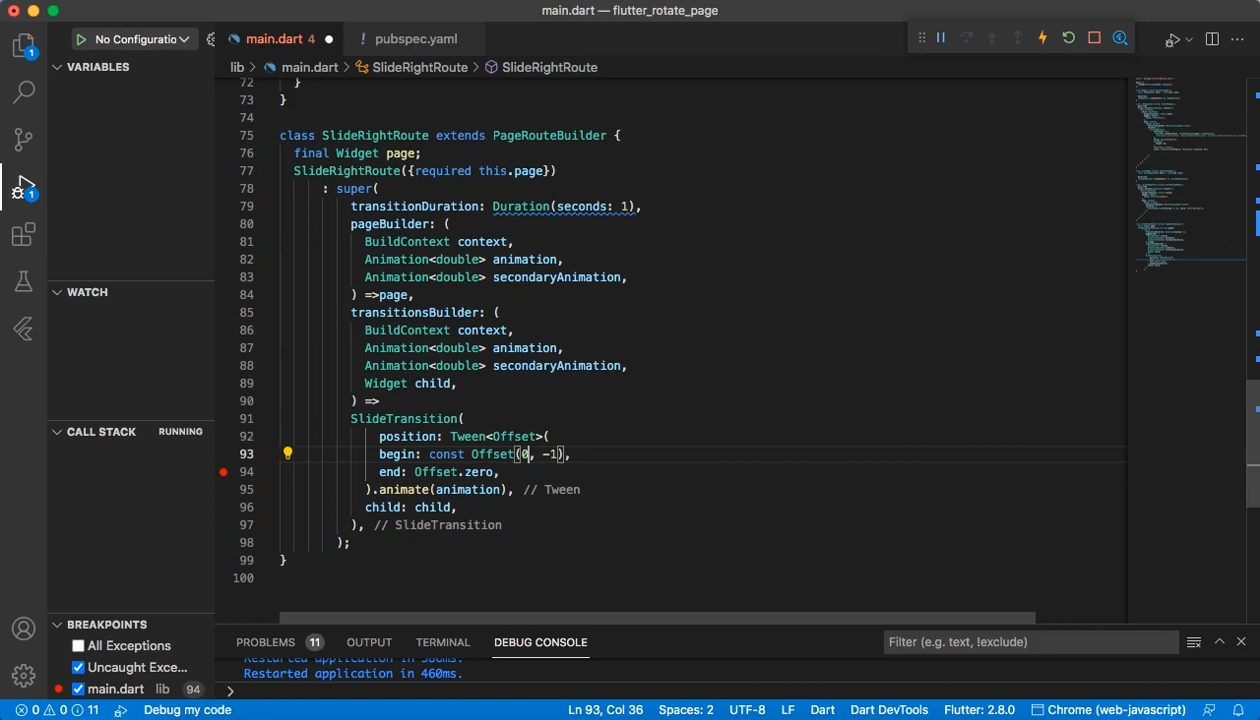 main.dart — flutter_rotate_page
No Configuratio
main.dart 4
! pubspec.yaml
lib > main.dart > SlideRightRoute > SlideRightRoute
VARIABLES
WATCH
CALL STACK
RUNNING
BREAKPOINTS
All Exceptions
Uncaught Exce...
main.dart lib 94
72 }
73 }
74
75 class SlideRightRoute extends PageRouteBuilder {
76 final Widget page;
77 SlideRightRoute({required this.page})
78 : super(
79 transitionDuration: Duration(seconds: 1),
80 pageBuilder: (
81 BuildContext context,
82 Animation<double> animation,
83 Animation<double> secondaryAnimation,
84 ) =>page,
85 transitionsBuilder: (
86 BuildContext context,
87 Animation<double> animation,
88 Animation<double> secondaryAnimation,
89 Widget child,
90 ) =>
91 SlideTransition(
92 position: Tween<Offset>(
93 begin: const Offset(0, -1),
94 end: Offset.zero,
95 ).animate(animation), // Tween
96 child: child,
97 ), // SlideTransition
98 );
99 }
100
PROBLEMS 11 OUTPUT TERMINAL DEBUG CONSOLE
Filter (e.g. text, !exclude)
Restarted application in 460ms.
>
0 0 11 Debug my code
Ln 93, Col 36 Spaces: 2 UTF-8 LF Dart Dart DevTools Flutter: 2.8.0 Chrome (web-javascript)
1
1